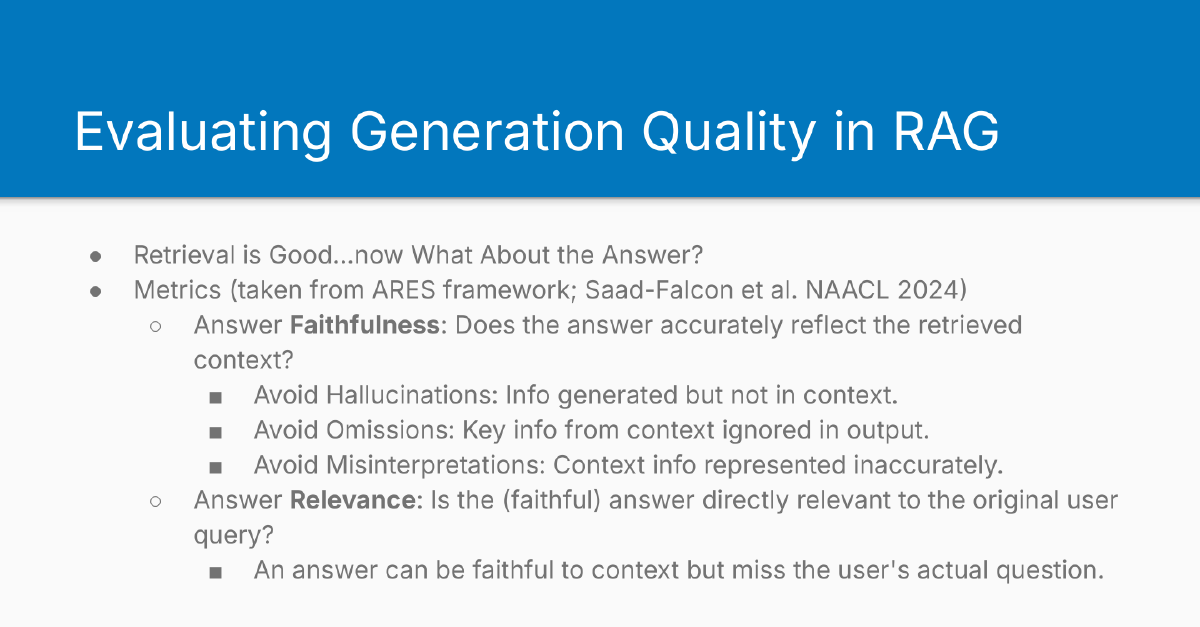 Evaluating Generation Quality in RAG
● Retrieval is Good...now What About the Answer?
● Metrics (taken from ARES framework; Saad-Falcon et al. NAACL 2024)
○ Answer Faithfulness: Does the answer accurately reflect the retrieved
context?
■ Avoid Hallucinations: Info generated but not in context.
■ Avoid Omissions: Key info from context ignored in output.
■ Avoid Misinterpretations: Context info represented inaccurately.
○ Answer Relevance: Is the (faithful) answer directly relevant to the original user
query?
■ An answer can be faithful to context but miss the user's actual question.